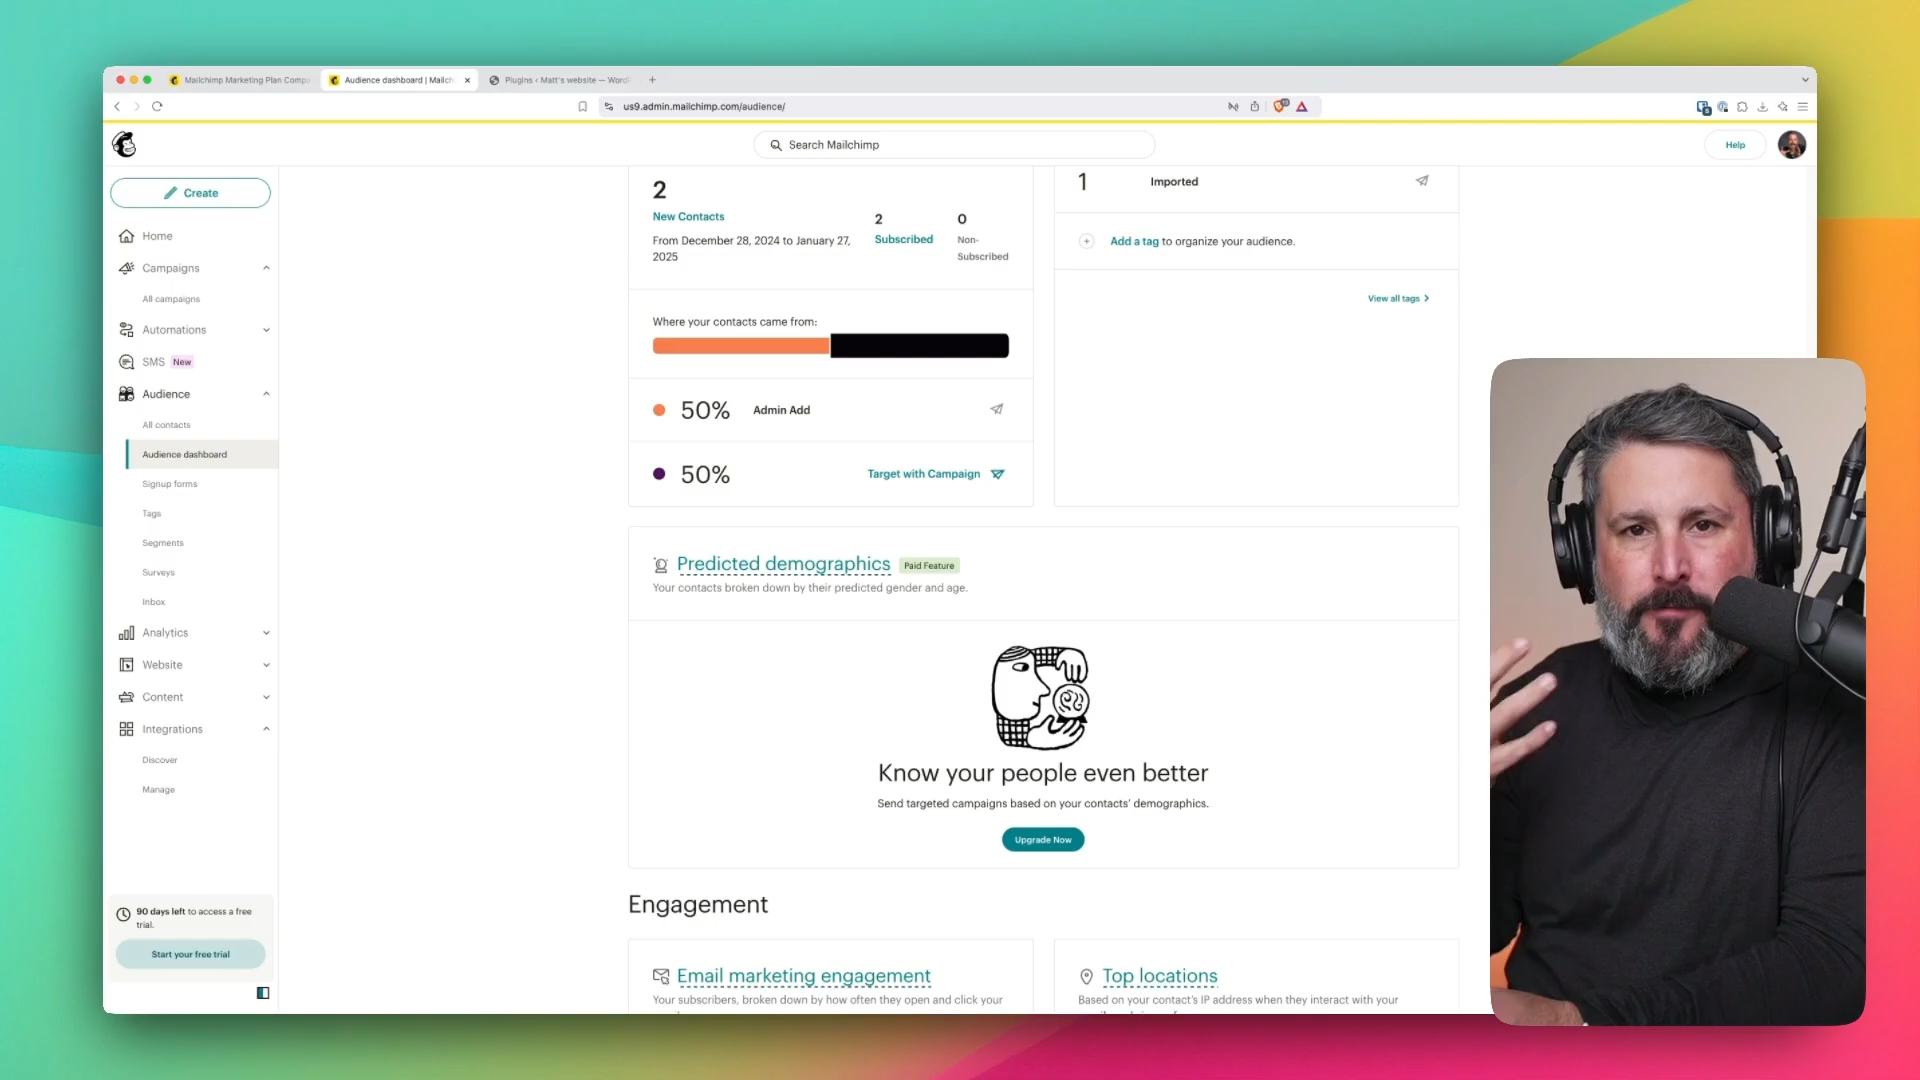 Mailchimp Marketing Plan Comp
Audience dashboard | Mailch
Plugins ‹ Matt's website — Word
us9.admin.mailchimp.com/audience/
Search Mailchimp
Help
Create
Home
Campaigns
All campaigns
Automations
SMS New
Audience
All contacts
Audience dashboard
Signup forms
Tags
Segments
Surveys
Inbox
Analytics
Website
Content
Integrations
Discover
Manage
90 days left to access a free
trial.
Start your free trial
2
New Contacts
From December 28, 2024 to January 27,
2025
2
Subscribed
0
Non-
Subscribed
Where your contacts came from:
50% Admin Add
50% Target with Campaign
1 Imported
Add a tag to organize your audience.
View all tags
Predicted demographics Paid Feature
Your contacts broken down by their predicted gender and age.
Know your people even better
Send targeted campaigns based on your contacts' demographics.
Upgrade Now
Engagement
Email marketing engagement
Your subscribers, broken down by how often they open and click your
Top locations
Based on your contact's IP address when they interact with your